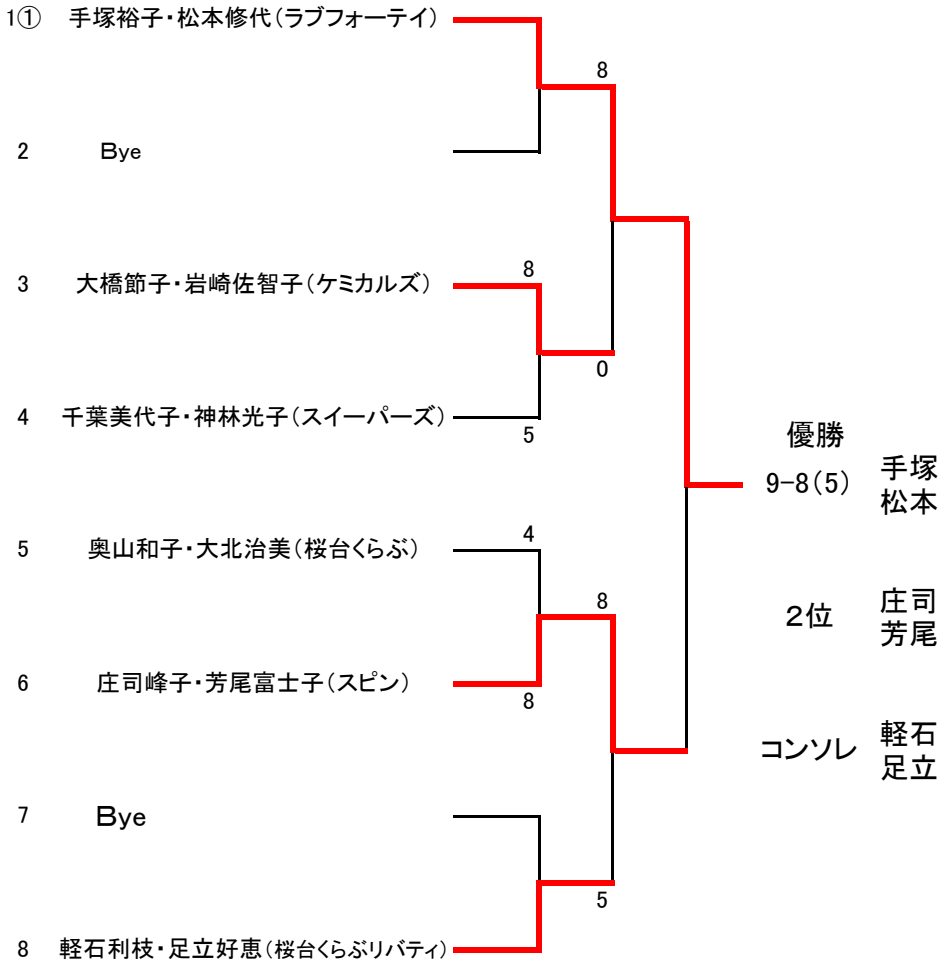 1① 手塚裕子・松本修代(ラブフォーテイ)
8
2 Bye
3 大橋節子・岩崎佐智子(ケミカルズ) 8
0
4 千葉美代子・神林光子(スイーパーズ) 5
優勝
9-8(5) 手塚
松本
5 奥山和子・大北治美(桜台くらぶ) 4
8
2位 庄司
芳尾
6 庄司峰子・芳尾富士子(スピン) 8
コンソレ 軽石
足立
7 Bye
5
8 軽石利枝・足立好恵(桜台くらぶリバティ)